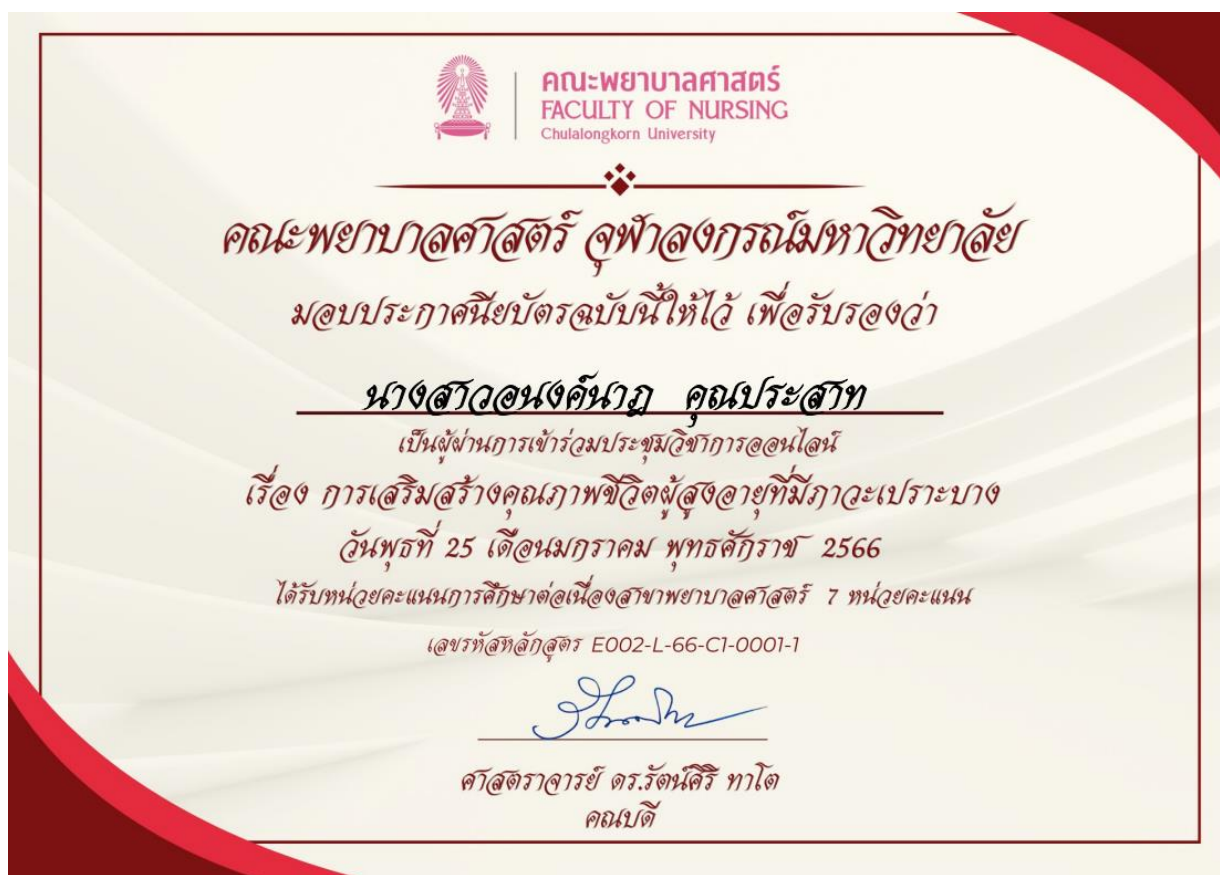 คณะพยาบาลศาสตร์
FACULTY OF NURSING
Chulalongkorn University
คณะพยาบาลศาสตร์ จุฬาลงกรณ์มหาวิทยาลัย
มอบประกาศนียบัตรฉบับนี้ให้ไว้ เพื่อรับรองว่า
นางสาวอนงค์นาฏ คุณประสาท
เป็นผู้ผ่านการเข้าร่วมประชุมวิชาการออนไลน์
เรื่อง การเสริมสร้างคุณภาพชีวิตผู้สูงอายุที่มีภาวะเปราะบาง
วันพุธที่ 25 เดือนมกราคม พุทธศักราช 2566
ได้รับหน่วยคะแนนการศึกษาต่อเนื่องสาขาพยาบาลศาสตร์ 7 หน่วยคะแนน
เลขรหัสหลักสูตร E002-L-66-C1-0001-1
ศาสตราจารย์ ดร.รัตน์ศิริ ทาโต
คณบดี